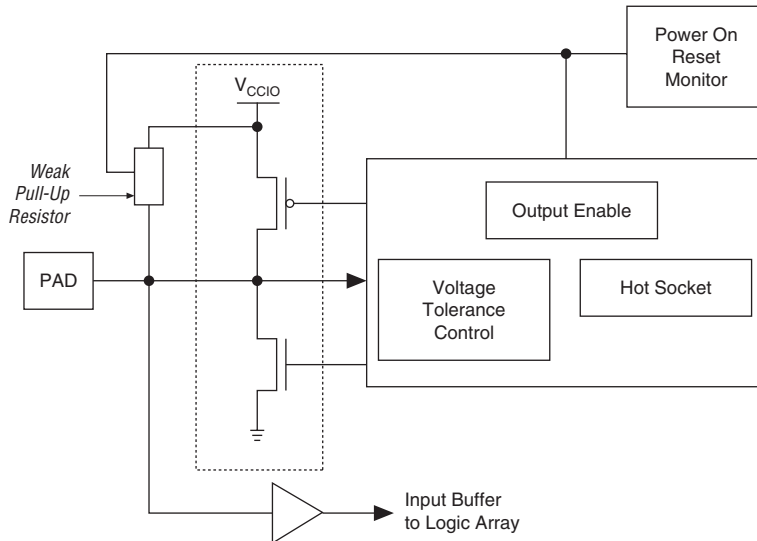 Power On
Reset
Monitor
VCCIO
Weak
Pull-Up
Resistor
Output Enable
PAD
Voltage
Tolerance
Control
Hot Socket
Input Buffer
to Logic Array